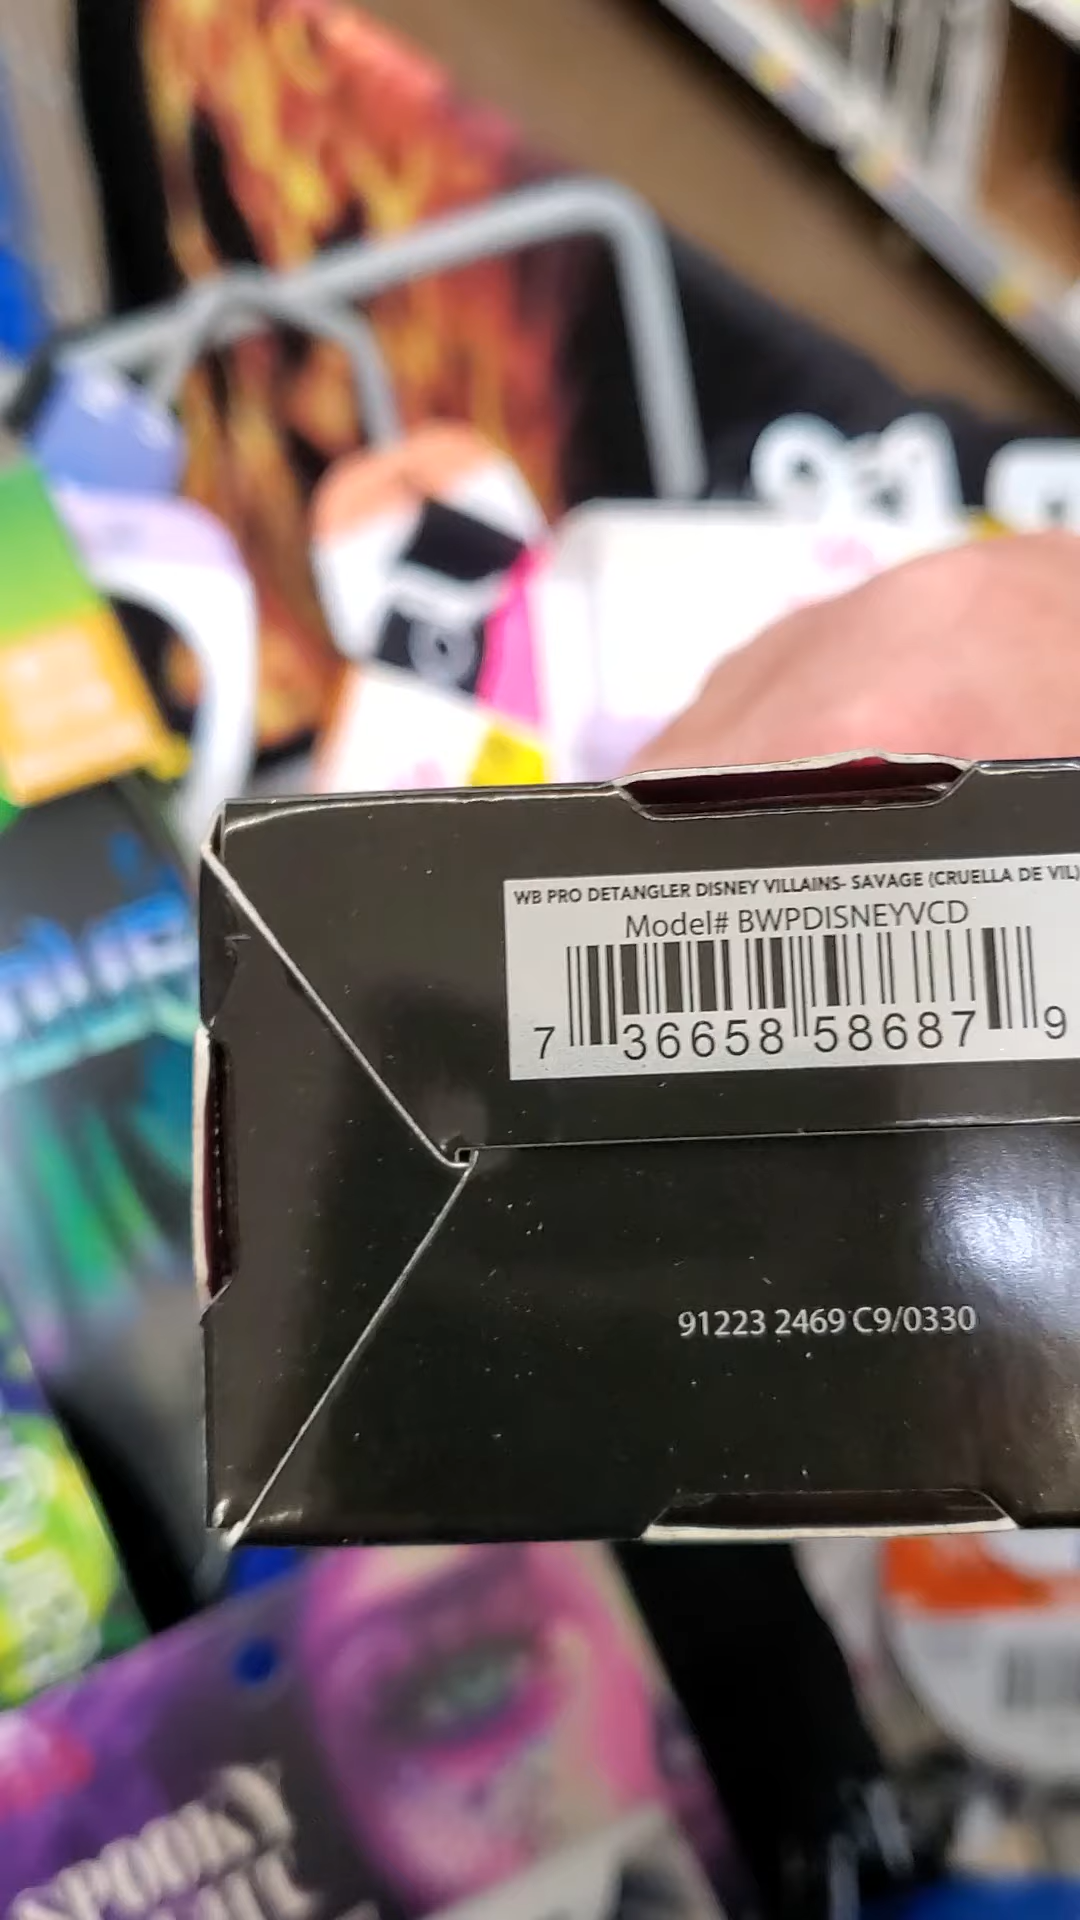 WB PRO DETANGLER DISNEY VILLAINS- SAVAGE (CRUELLA DE VIL)
Model# BWPDISNEYVCD
7 36658 58687 9
91223 2469 C9/0330
SPOOKY